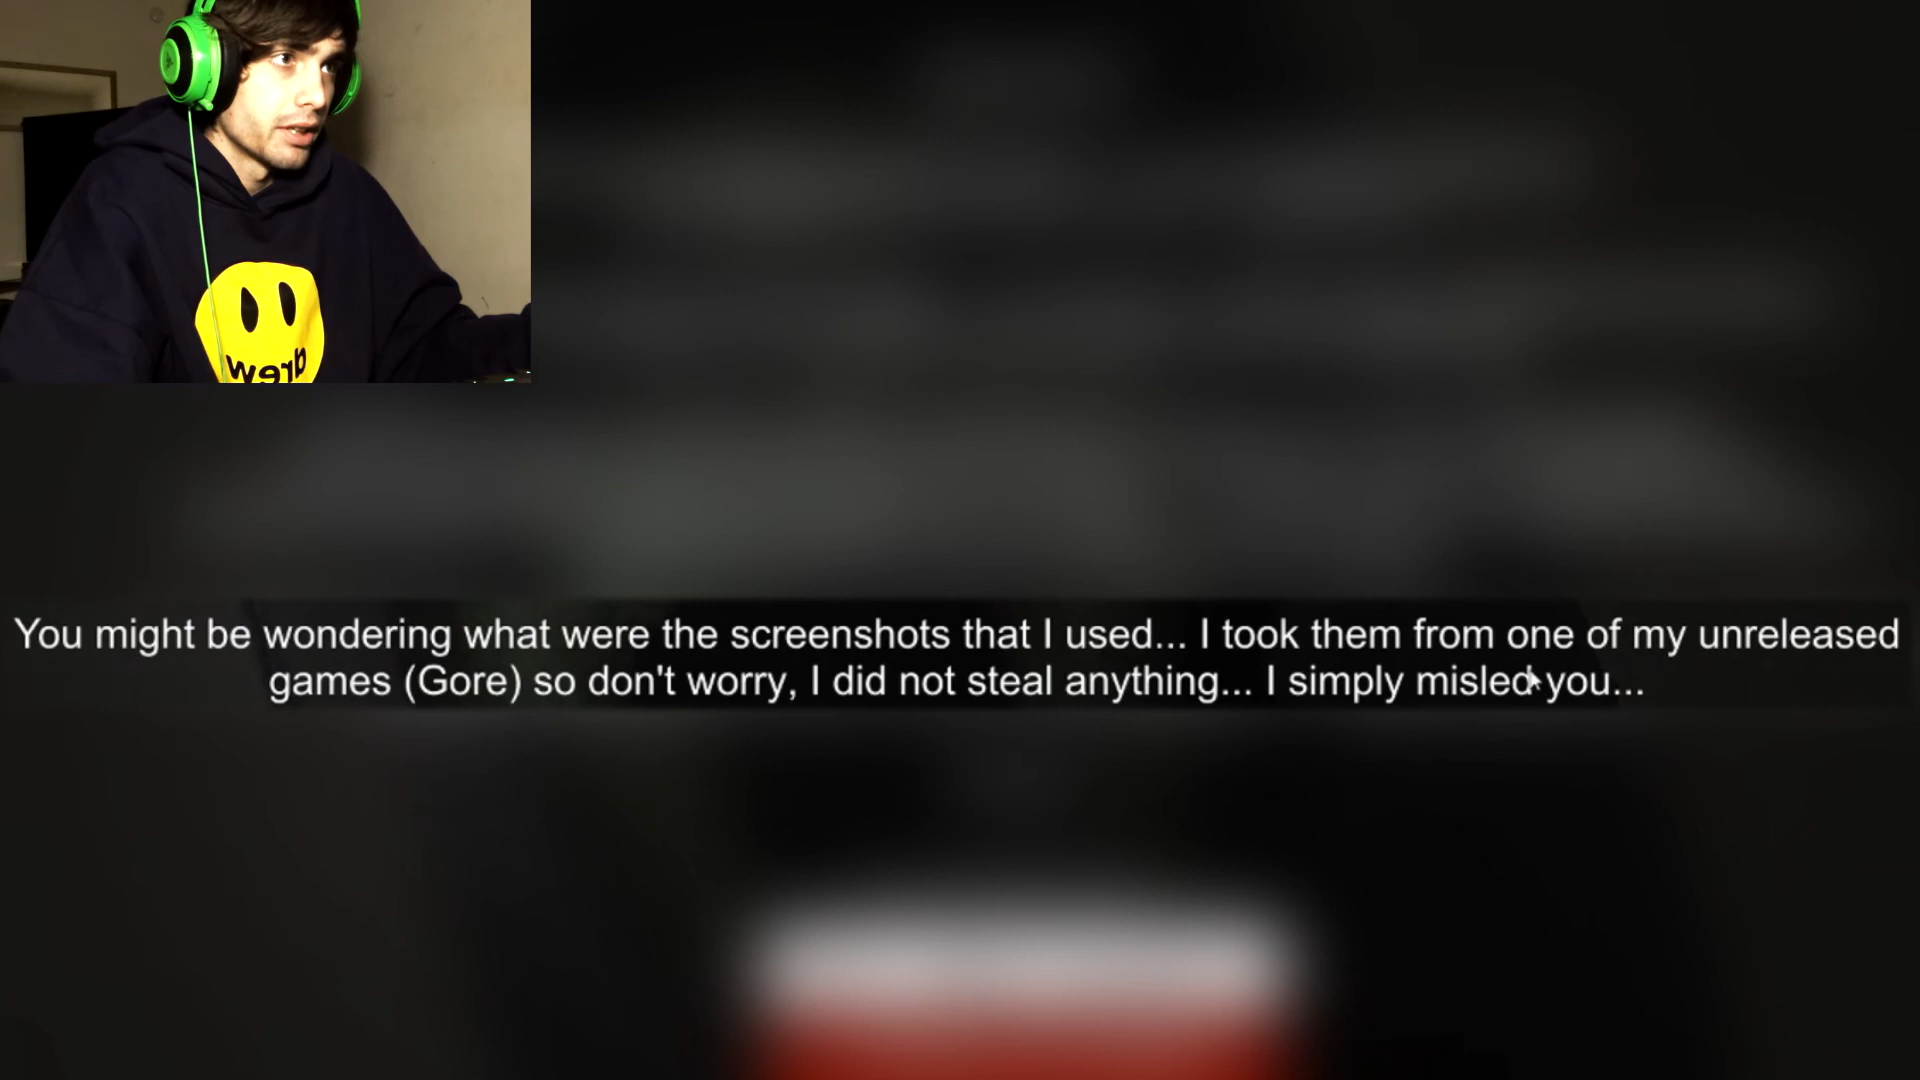 drew
You might be wondering what were the screenshots that I used... I took them from one of my unreleased
games (Gore) so don't worry, I did not steal anything... I simply misled you...